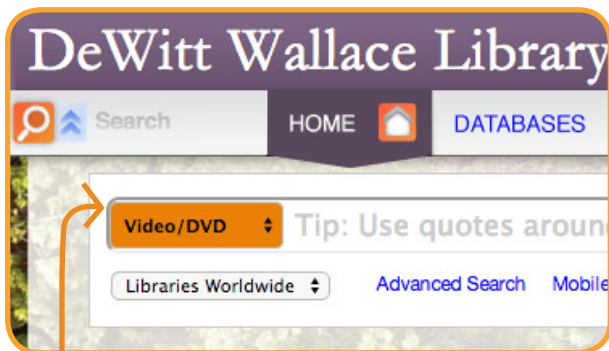 DeWitt Wallace Library
Search HOME DATABASES
Video/DVD Tip: Use quotes aroun
Libraries Worldwide Advanced Search Mobile